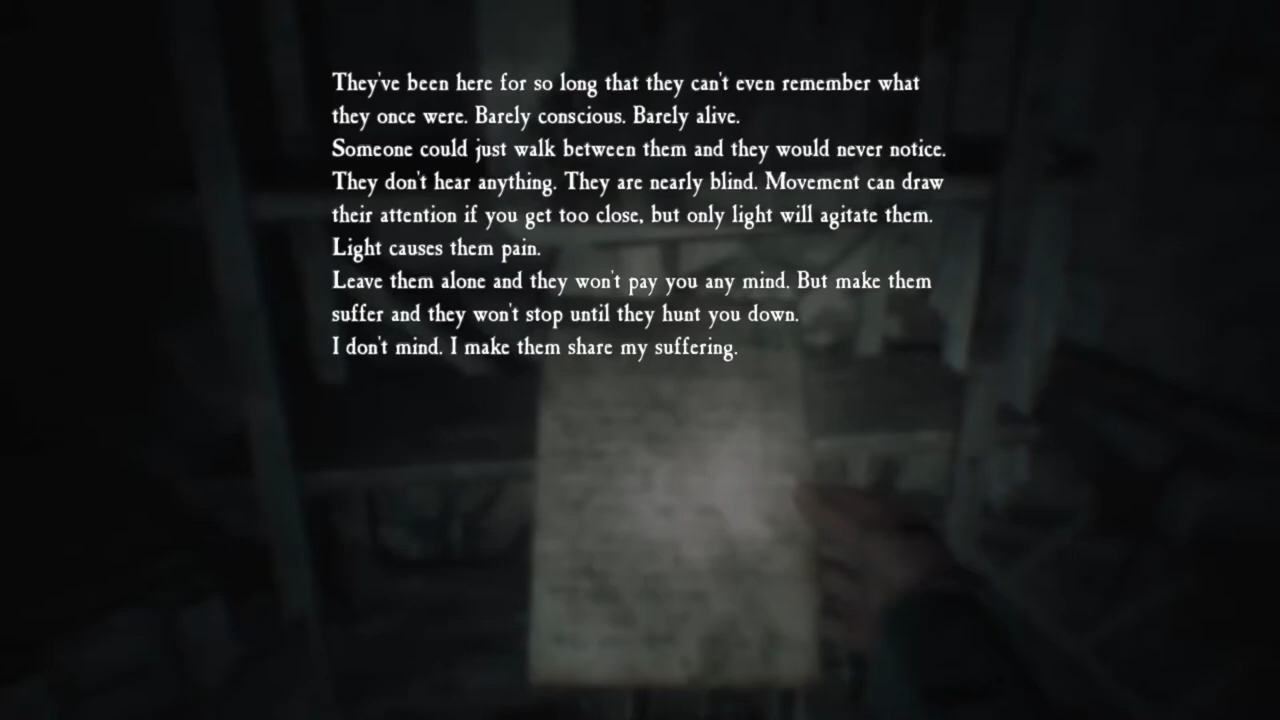 They've been here for so long that they can't even remember what
they once were. Barely conscious. Barely alive.
Someone could just walk between them and they would never notice.
They don't hear anything. They are nearly blind. Movement can draw
their attention if you get too close, but only light will agitate them.
Light causes them pain.
Leave them alone and they won't pay you any mind. But make them
suffer and they won't stop until they hunt you down.
I don't mind. I make them share my suffering.